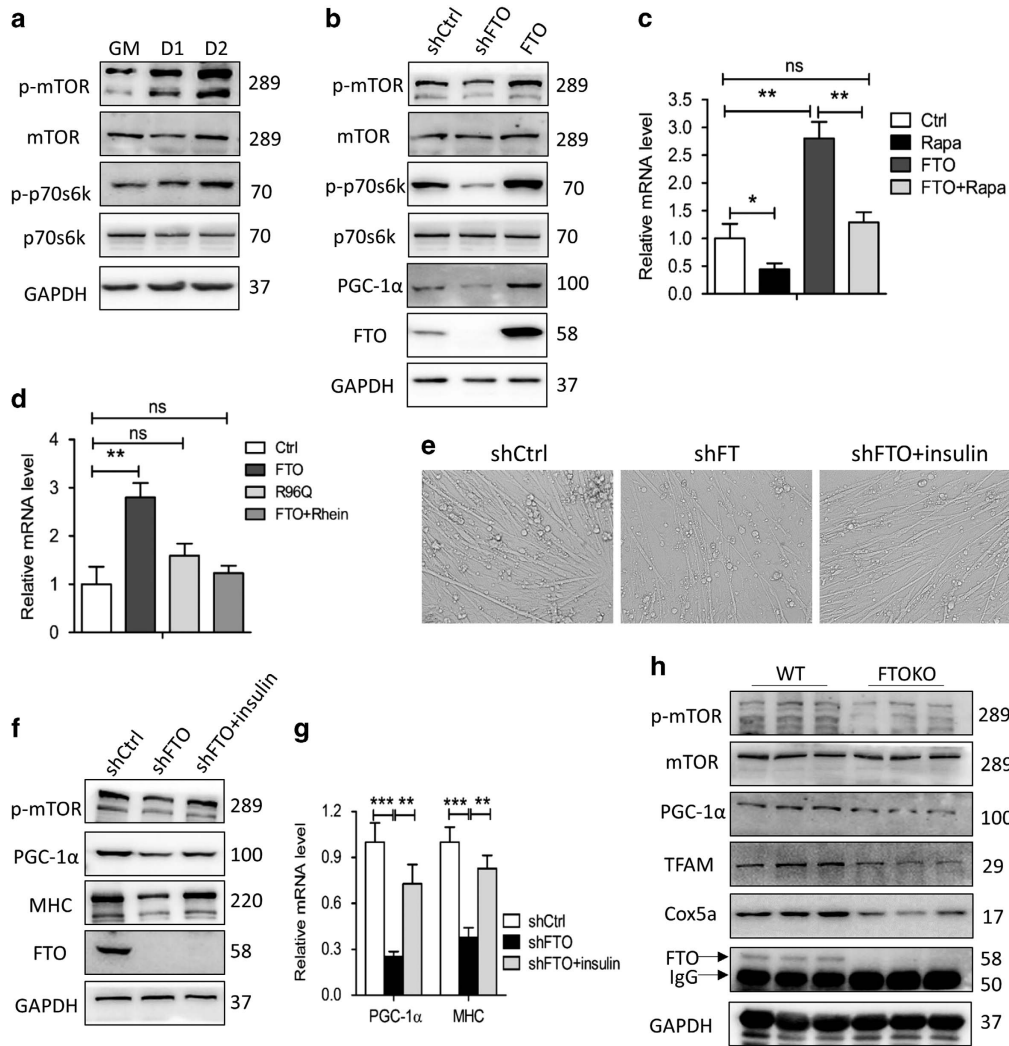 a
GM D1 D2
p-mTOR 289
mTOR 289
p-p70s6k 70
p70s6k 70
GAPDH 37
b
shCtrl shFTO FTO
p-mTOR 289
mTOR 289
p-p70s6k 70
p70s6k 70
PGC-1α 100
FTO 58
GAPDH 37
c
ns
** **
*
Relative mRNA level
3.5
3.0
2.5
2.0
1.5
1.0
0.5
0.0
Ctrl
Rapa
FTO
FTO+Rapa
d
ns
ns
**
Relative mRNA level
4
3
2
1
0
Ctrl
FTO
R96Q
FTO+Rhein
e
shCtrl shFT shFTO+insulin
f
shCtrl shFTO shFTO+insulin
p-mTOR 289
PGC-1α 100
MHC 220
FTO 58
GAPDH 37
g
*** ** *** **
Relative mRNA level
1.2
0.9
0.6
0.3
0.0
PGC-1α MHC
shCtrl
shFTO
shFTO+insulin
h
WT FTOKO
p-mTOR 289
mTOR 289
PGC-1α 100
TFAM 29
Cox5a 17
FTO 58
IgG 50
GAPDH 37